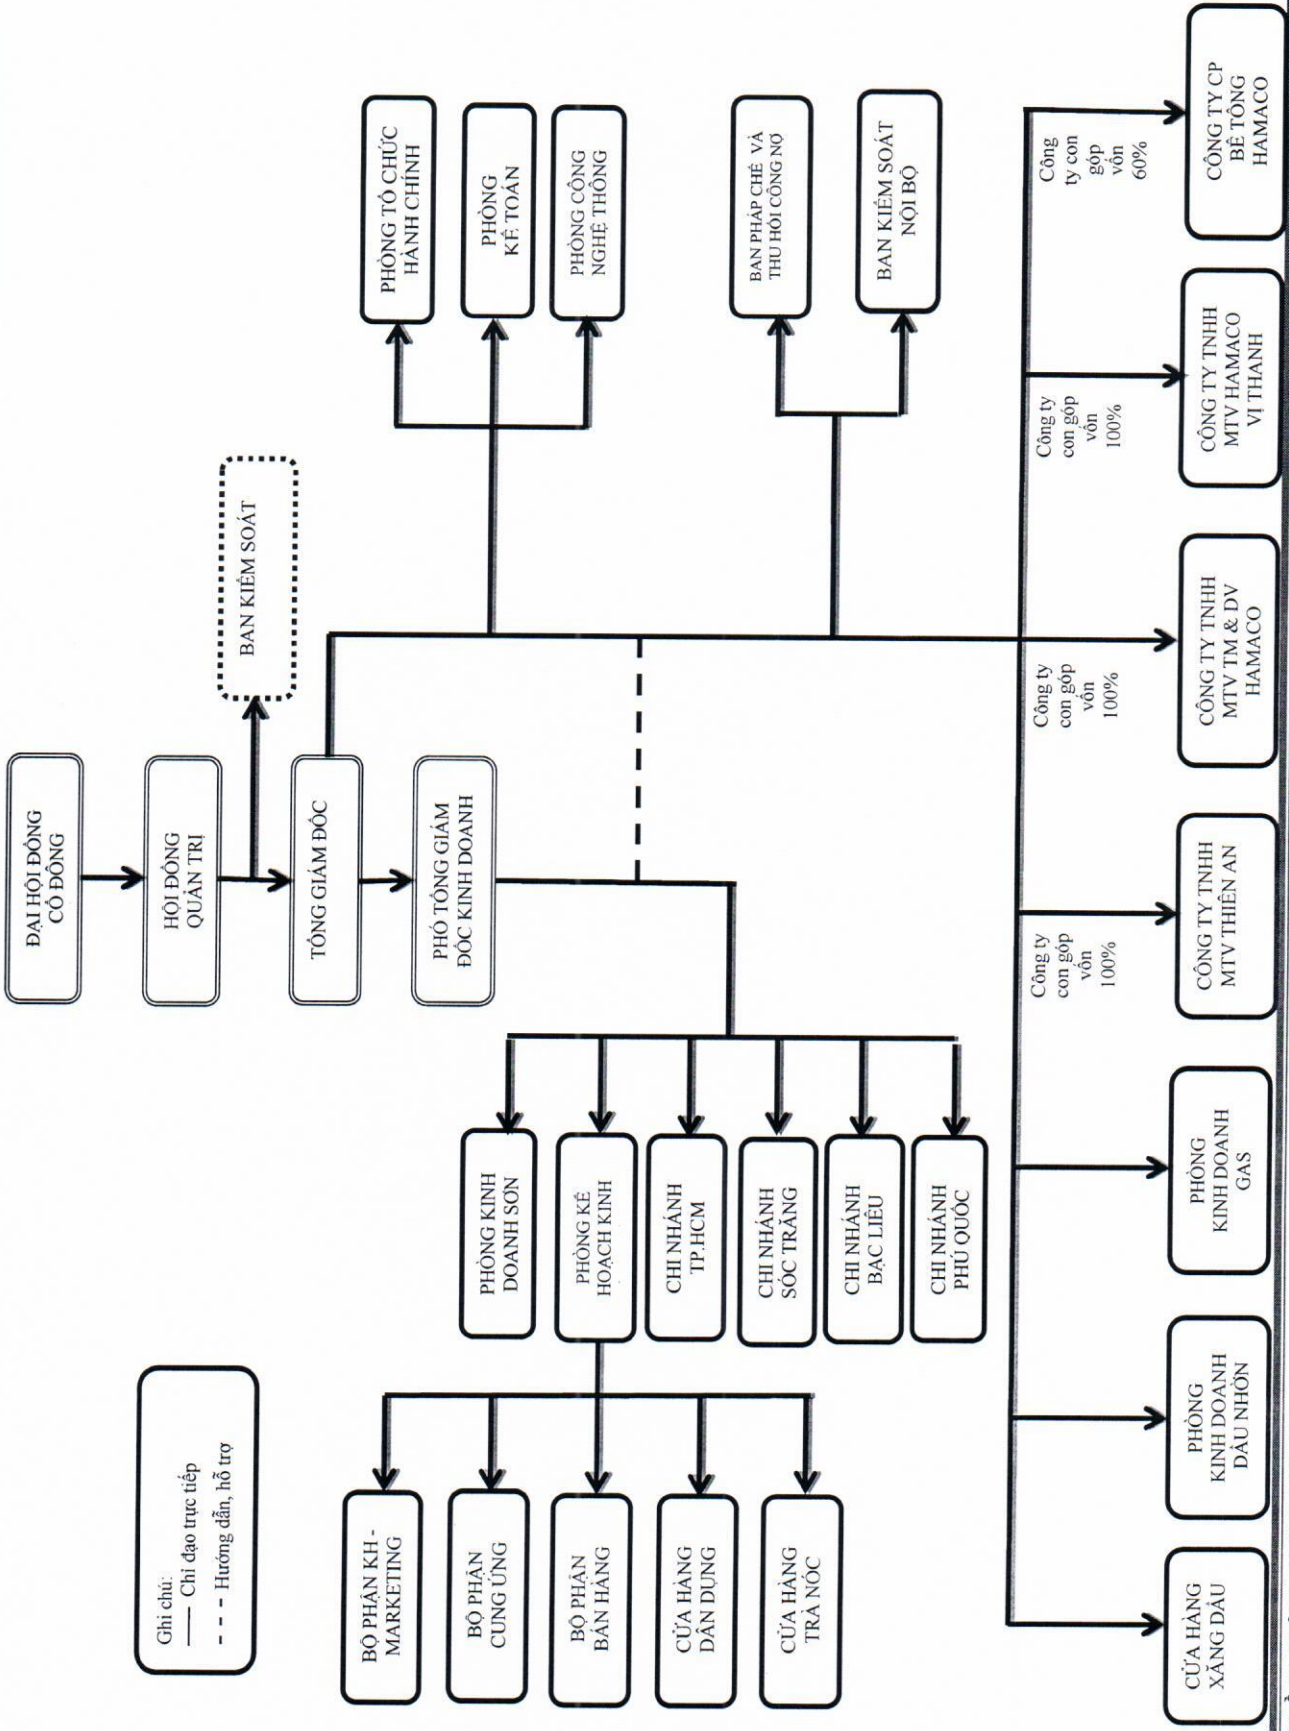 ĐẠI HỘI ĐỒNG
CỔ ĐÔNG
HỘI ĐỒNG
QUẢN TRỊ
BAN KIỂM SOÁT
TỔNG GIÁM ĐỐC
PHÓ TỔNG GIÁM
ĐỐC KINH DOANH
Ghi chú:
Chỉ đạo trực tiếp
Hướng dẫn, hỗ trợ
PHÒNG TỔ CHỨC
HÀNH CHÍNH
PHÒNG
KẾ TOÁN
PHÒNG CÔNG
NGHỆ THÔNG
BAN PHÁP CHẾ VÀ
THU HỒI CÔNG NỢ
BAN KIỂM SOÁT
NỘI BỘ
PHÒNG KINH
DOANH SƠN
PHÒNG KẾ
HOẠCH KINH
CHI NHÁNH
TP.HCM
CHI NHÁNH
SÓC TRĂNG
CHI NHÁNH
BẠC LIÊU
CHI NHÁNH
PHÚ QUỐC
BỘ PHẬN KH -
MARKETING
BỘ PHẬN
CUNG ỨNG
BỘ PHẬN
BÁN HÀNG
CỬA HÀNG
DÂN DỤNG
CỬA HÀNG
TRÀ NÓC
CỬA HÀNG
XĂNG DẦU
PHÒNG
KINH DOANH
DẦU NHỜN
PHÒNG
KINH DOANH
GAS
Công ty
con góp
vốn
100%
CÔNG TY TNHH
MTV THIÊN AN
Công ty
con góp
vốn
100%
CÔNG TY TNHH
MTV TM & DV
HAMACO
Công ty
con góp
vốn
100%
CÔNG TY TNHH
MTV HAMACO
VỊ THANH
Công
ty con
góp
vốn
60%
CÔNG TY CP
BÊ TÔNG
HAMACO